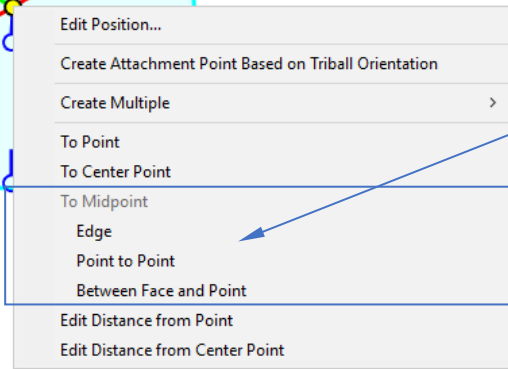 Edit Position...
Create Attachment Point Based on Triball Orientation
Create Multiple
To Point
To Center Point
To Midpoint
Edge
Point to Point
Between Face and Point
Edit Distance from Point
Edit Distance from Center Point